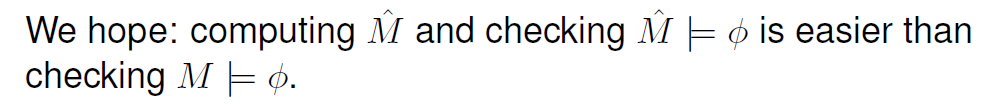 We hope: computing M̂ and checking M̂ ⊨ ϕ is easier than
checking M ⊨ ϕ.